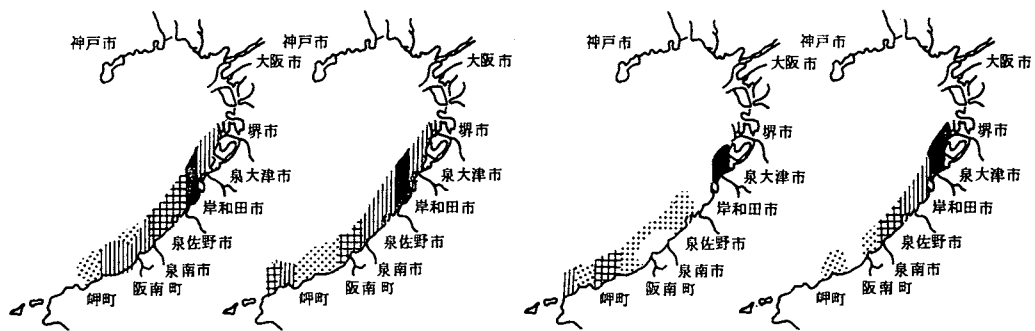 神戸市
大阪市
堺市
泉大津市
岸和田市
泉佐野市
泉南市
阪南町
岬町
神戸市
大阪市
堺市
泉大津市
岸和田市
泉佐野市
泉南市
阪南町
岬町
神戸市
大阪市
堺市
泉大津市
岸和田市
泉佐野市
泉南市
阪南町
岬町
神戸市
大阪市
堺市
泉大津市
岸和田市
泉佐野市
泉南市
阪南町
岬町